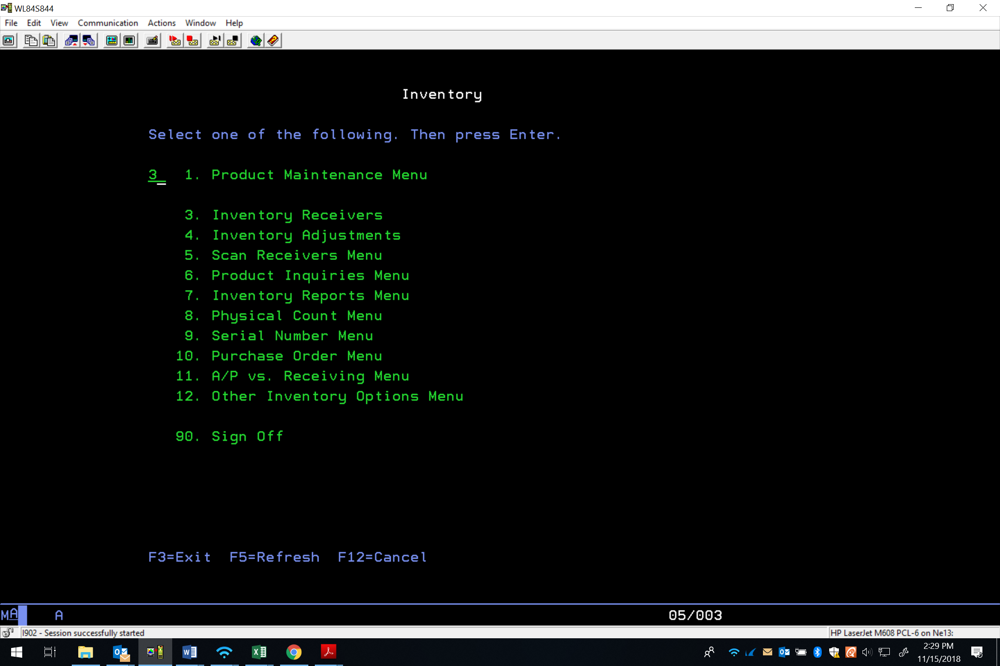 WL84S844
File Edit View Communication Actions Window Help
Inventory
Select one of the following. Then press Enter.
3_ 1. Product Maintenance Menu
3. Inventory Receivers
4. Inventory Adjustments
5. Scan Receivers Menu
6. Product Inquiries Menu
7. Inventory Reports Menu
8. Physical Count Menu
9. Serial Number Menu
10. Purchase Order Menu
11. A/P vs. Receiving Menu
12. Other Inventory Options Menu
90. Sign Off
F3=Exit F5=Refresh F12=Cancel
MA A 05/003
I902 - Session successfully started HP LaserJet M608 PCL-6 on Ne13:
2:29 PM
11/15/2018